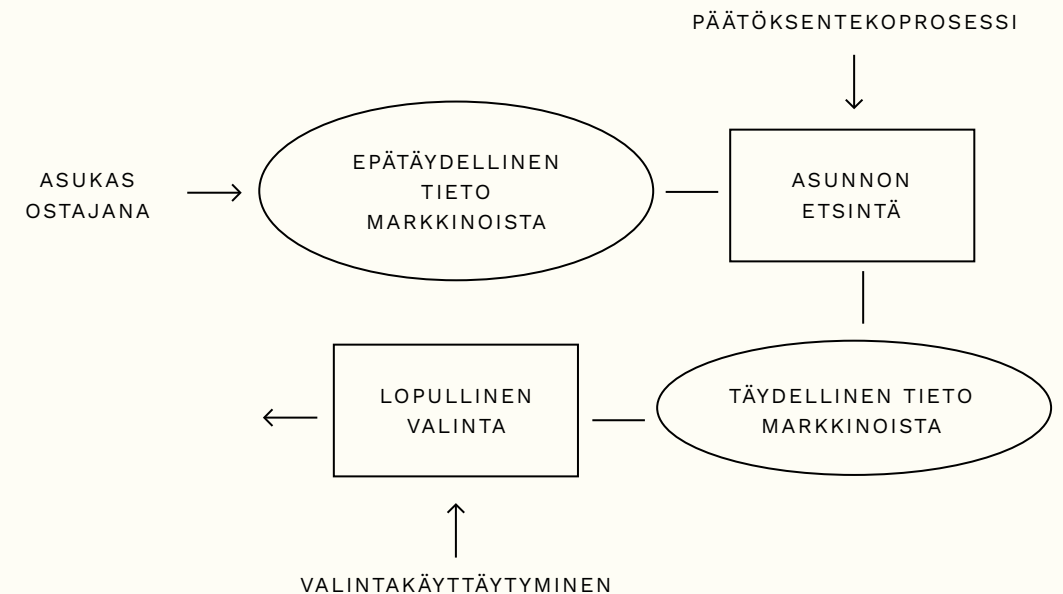 PÄÄTÖKSENTEKOPROSESSI
ASUKAS
OSTAJANA
EPÄTÄYDELLINEN
TIETO
MARKKINOISTA
ASUNNON
ETSINTÄ
LOPULLINEN
VALINTA
TÄYDELLINEN TIETO
MARKKINOISTA
VALINTAKÄYTTÄYTYMINEN